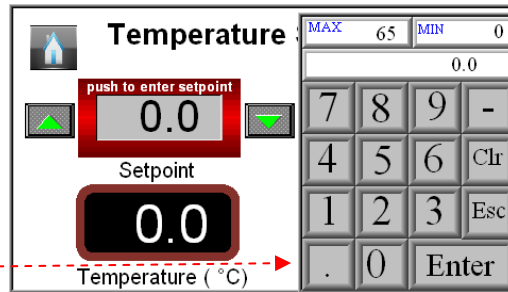 Temperature
MAX 65 MIN 0
0.0
push to enter setpoint
0.0
Setpoint
0.0
Temperature ( °C)
7 8 9 -
4 5 6 Clr
1 2 3 Esc
. 0 Enter